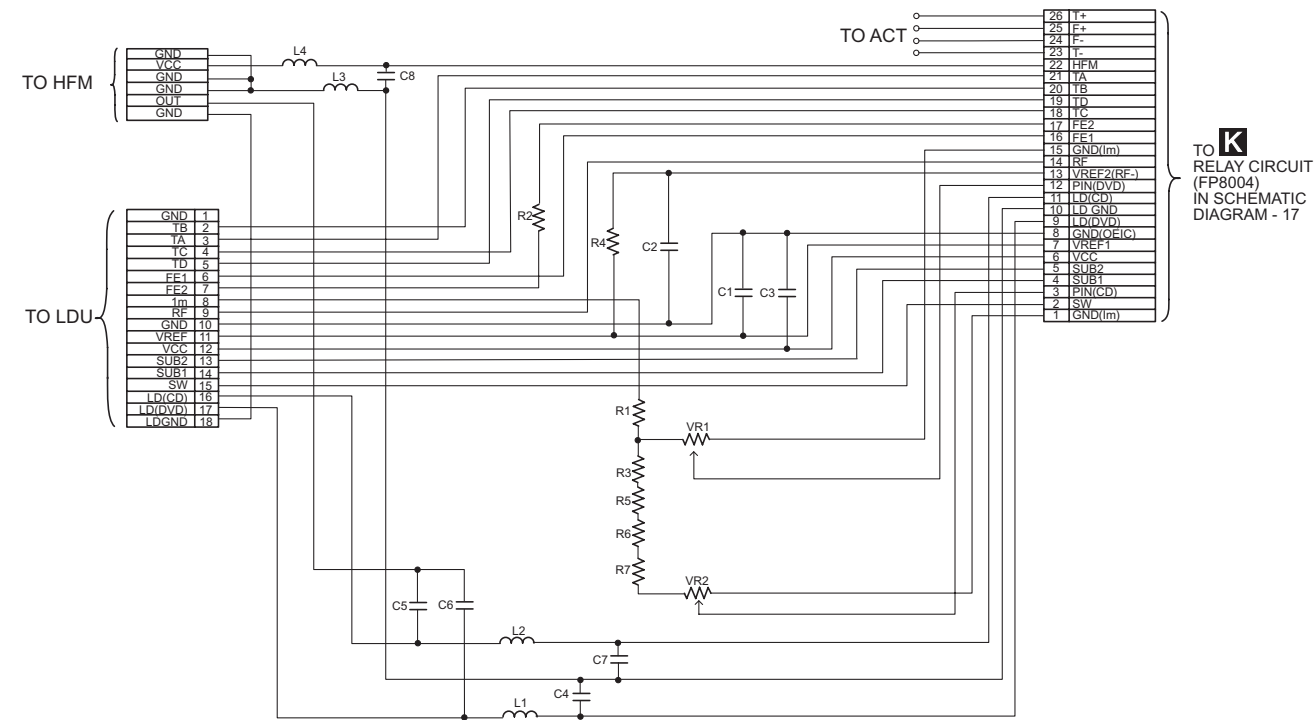 TO HFM
GND
VCC
GND
GND
OUT
GND
L4
L3
C8
TO ACT
26 T+
25 F+
24 F-
23 T-
22 HFM
21 TA
20 TB
19 TD
18 TC
17 FE2
16 FE1
15 GND(Im)
14 RF
13 VREF2(RF-)
12 PIN(DVD)
11 LD(CD)
10 LD GND
9 LD(DVD)
8 GND(OEIC)
7 VREF1
6 VCC
5 SUB2
4 SUB1
3 PIN(CD)
2 SW
1 GND(Im)
TO K
RELAY CIRCUIT
(FP8004)
IN SCHEMATIC
DIAGRAM - 17
TO LDU
GND 1
TB 2
TA 3
TC 4
TD 5
FE1 6
FE2 7
1m 8
RF 9
GND 10
VREF 11
VCC 12
SUB2 13
SUB1 14
SW 15
LD(CD) 16
LD(DVD) 17
LDGND 18
R2
R4
C2
C1
C3
R1
VR1
R3
R5
R6
R7
VR2
C5
C6
L2
C7
C4
L1